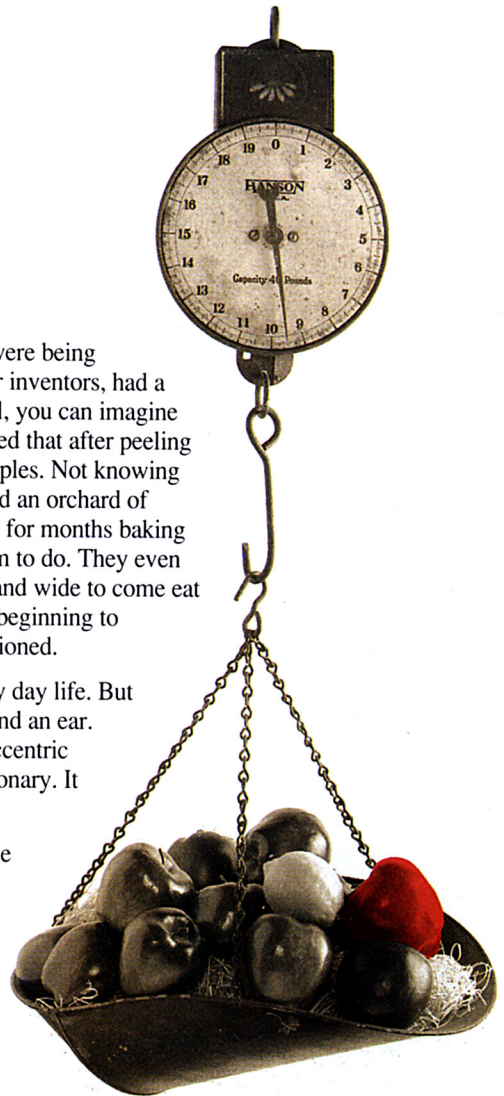 0
19 1
18 2
17 3
HANSON
16 4
15 5
14 6
Capacity 40 Pounds
13 7
12 8
11 10 9
were being
r inventors, had a
l, you can imagine
ed that after peeling
ples. Not knowing
d an orchard of
for months baking
n to do. They even
and wide to come eat
beginning to
ioned.
y day life. But
nd an ear.
ccentric
onary. It
e